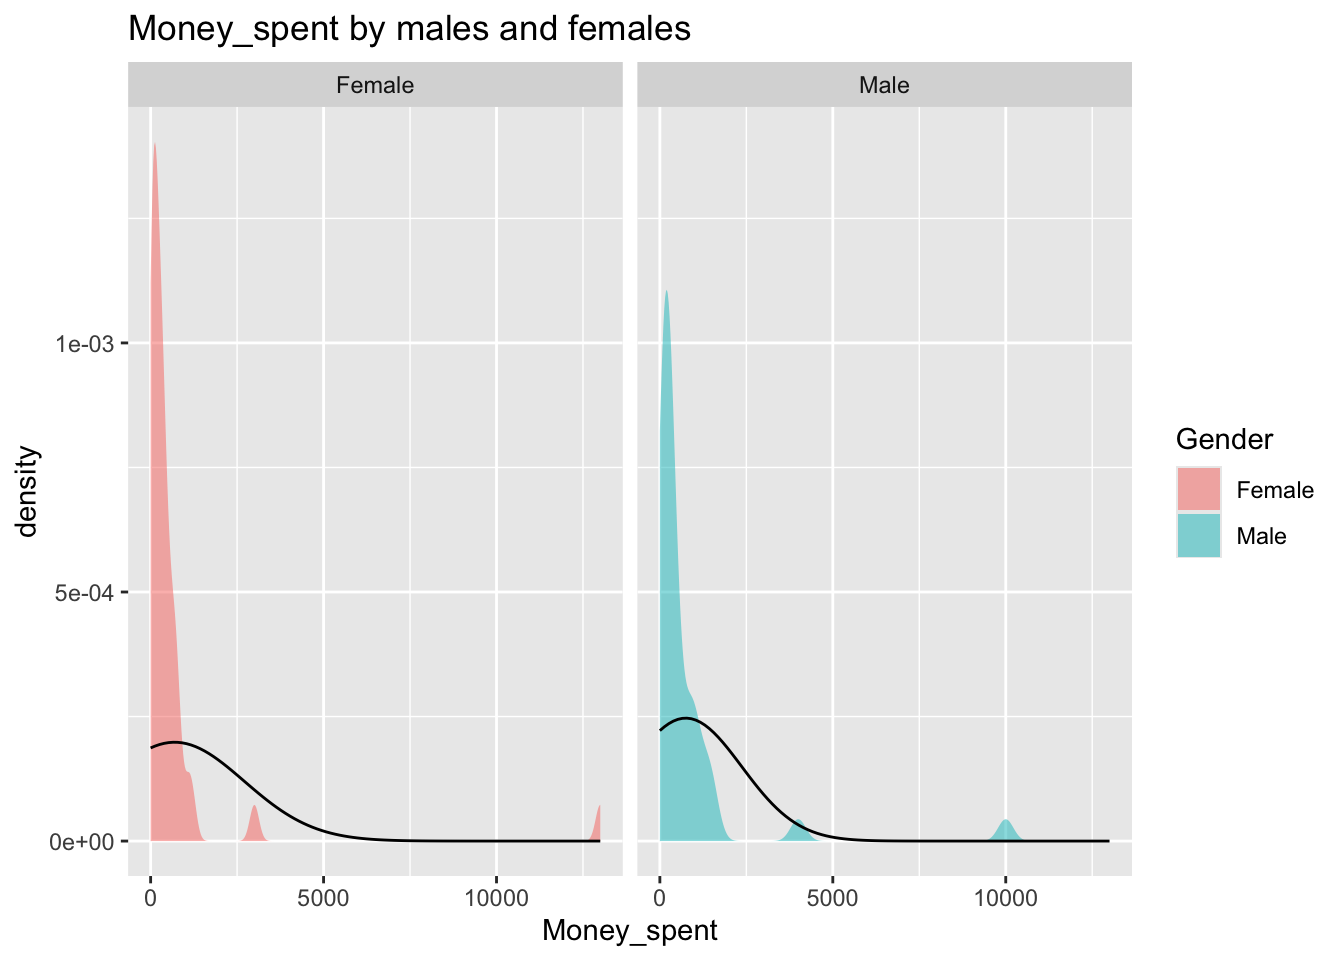 Money_spent by males and females
Female
Male
1e-03
5e-04
0e+00
density
0
5000
10000
0
5000
10000
Money_spent
Gender
Female
Male